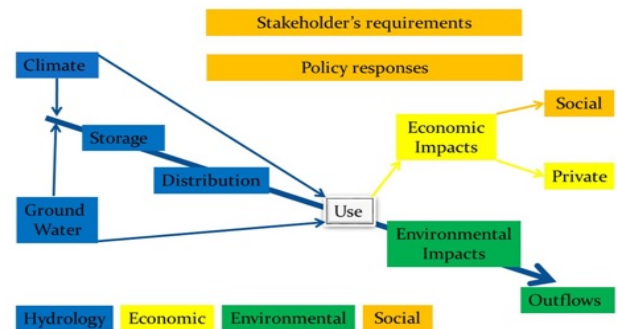 Stakeholder's requirements
Policy responses
Climate
Storage
Distribution
Ground
Water
Use
Economic
Impacts
Social
Private
Environmental
Impacts
Outflows
Hydrology
Economic
Environmental
Social